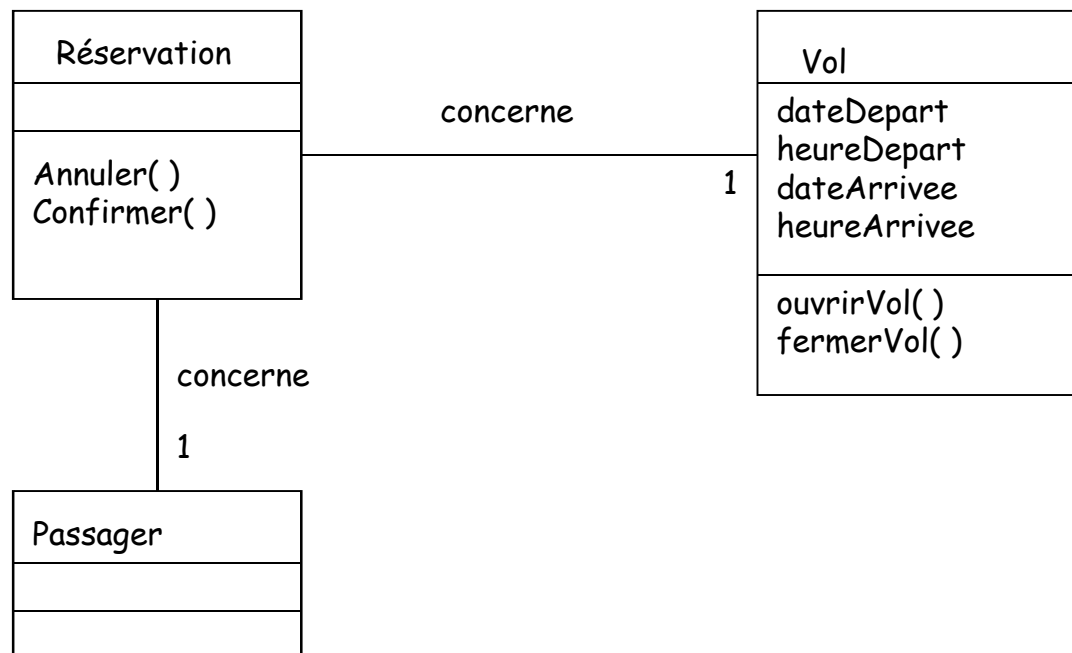 Réservation
Annuler( )
Confirmer( )
concerne
1
Vol
dateDepart
heureDepart
dateArrivee
heureArrivee
ouvrirVol( )
fermerVol( )
concerne
1
Passager